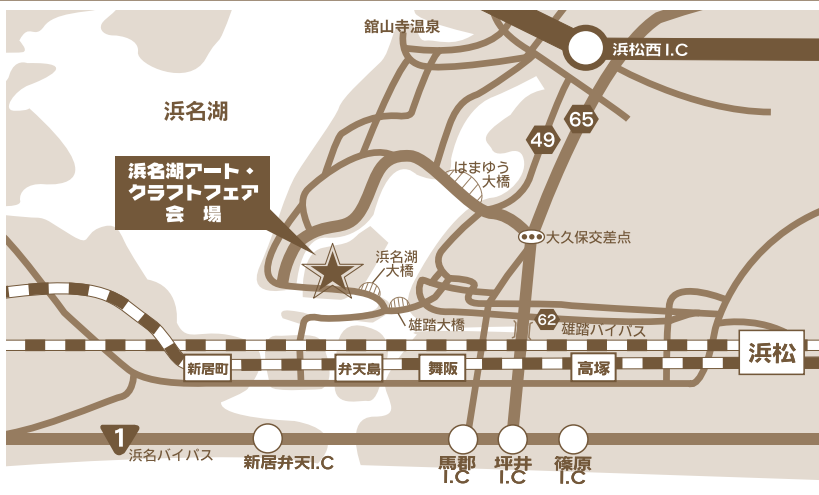 舘山寺温泉
浜松西 I.C
浜名湖
65
49
浜名湖アート・
クラフトフェア
会　場
はまゆう
大橋
大久保交差点
浜名湖
大橋
62
雄踏大橋
雄踏バイパス
浜松
新居町
弁天島
舞阪
高塚
1
浜名バイパス
新居弁天I.C
馬郡
I.C
坪井
I.C
篠原
I.C